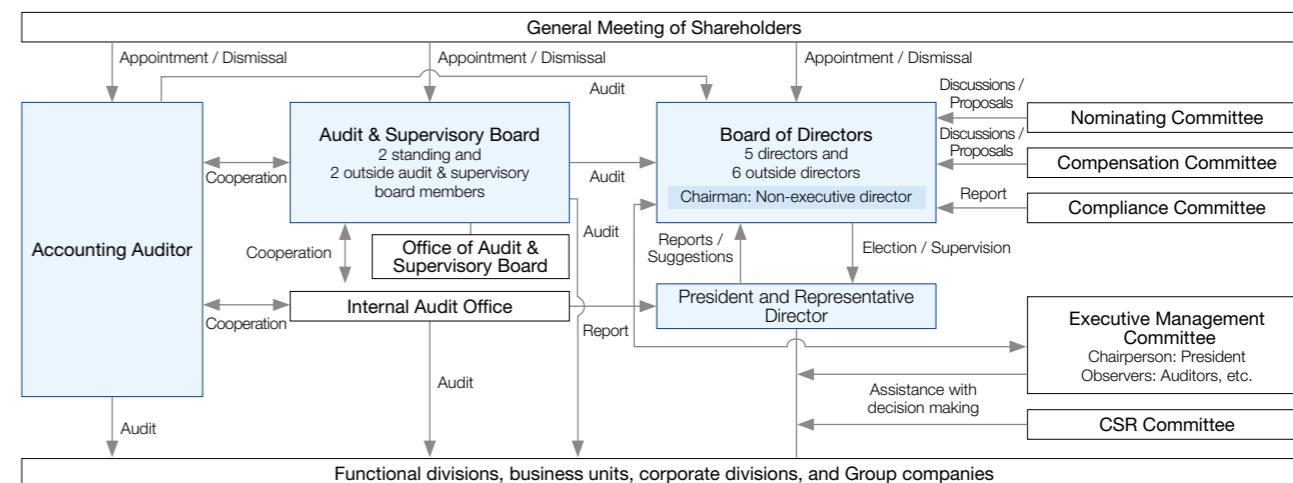 General Meeting of Shareholders
Appointment / Dismissal
Appointment / Dismissal
Appointment / Dismissal
Audit
Discussions /
Proposals
Nominating Committee
Audit & Supervisory Board
2 standing and
2 outside audit & supervisory
board members
Board of Directors
5 directors and
6 outside directors
Chairman: Non-executive director
Discussions /
Proposals
Compensation Committee
Cooperation
Audit
Report
Compliance Committee
Accounting Auditor
Cooperation
Office of Audit &
Supervisory Board
Audit
Reports /
Suggestions
Election / Supervision
Internal Audit Office
Cooperation
Report
President and Representative
Director
Executive Management
Committee
Chairperson: President
Observers: Auditors, etc.
Audit
Assistance with
decision making
CSR Committee
Audit
Functional divisions, business units, corporate divisions, and Group companies